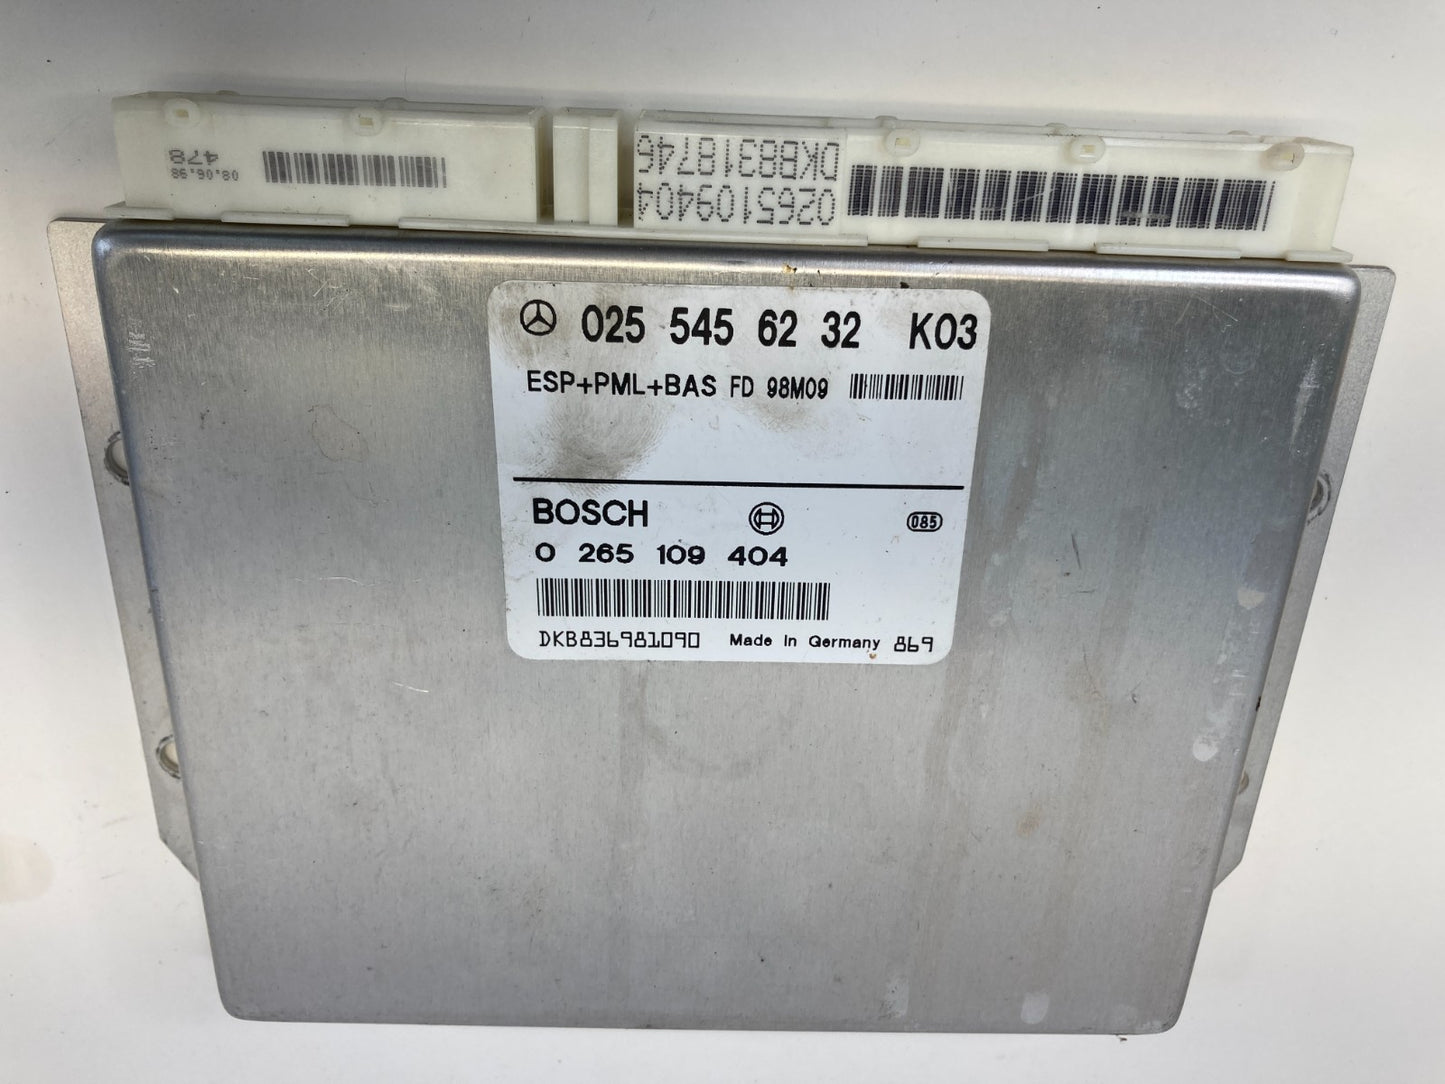 478
08.06.98
DKB8318746
0265109404
025 545 62 32 K03
ESP+PML+BAS FD 98M09
BOSCH
085
0 265 109 404
DKB836981090 Made in Germany 869